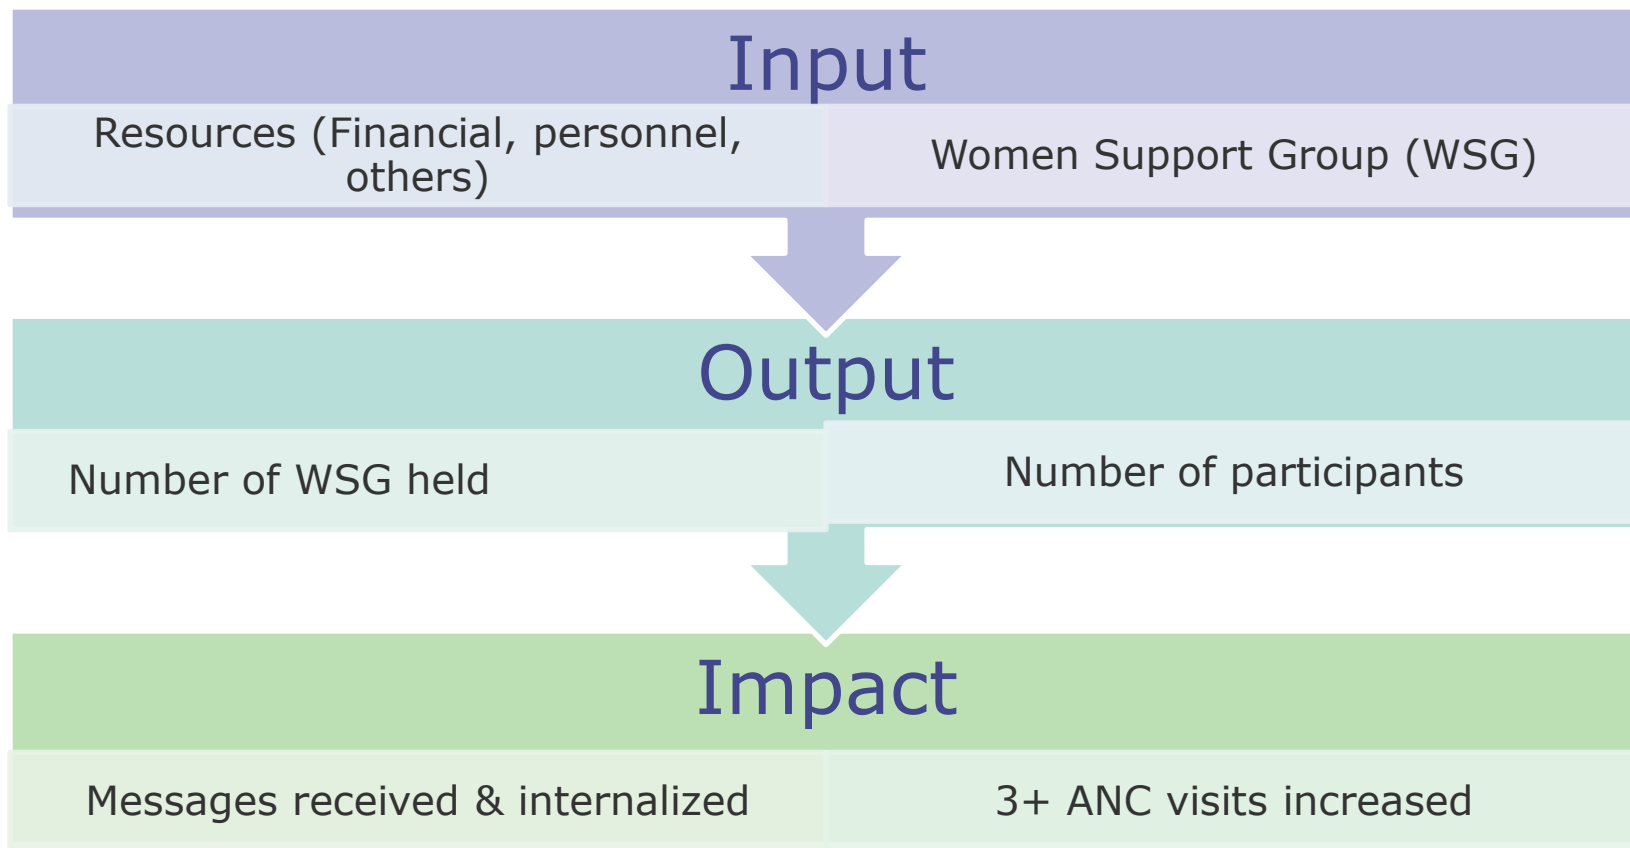 Input
Resources (Financial, personnel,
others)
Women Support Group (WSG)
Output
Number of WSG held
Number of participants
Impact
Messages received & internalized
3+ ANC visits increased